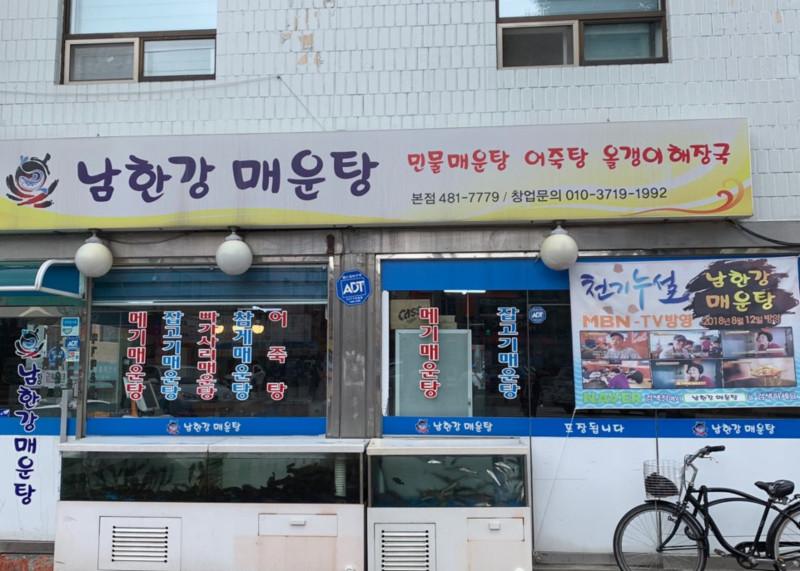 남한강 매운탕
민물매운탕 어죽탕 올갱이해장국
본점 481-7779 / 창업문의 010-3719-1992
메기매운탕
잡고기매운탕
빠가사리매운탕
참게매운탕
어죽탕
ADT
메기매운탕
잡고기매운탕
ADT
천기누설
남한강
매운탕
MBN-TV방영
2018년 8월 12일 방영
NAVER
남한강 매운탕
남한강 매운탕
남한강 매운탕
남한강 매운탕
포장됩니다
남한강 매운탕